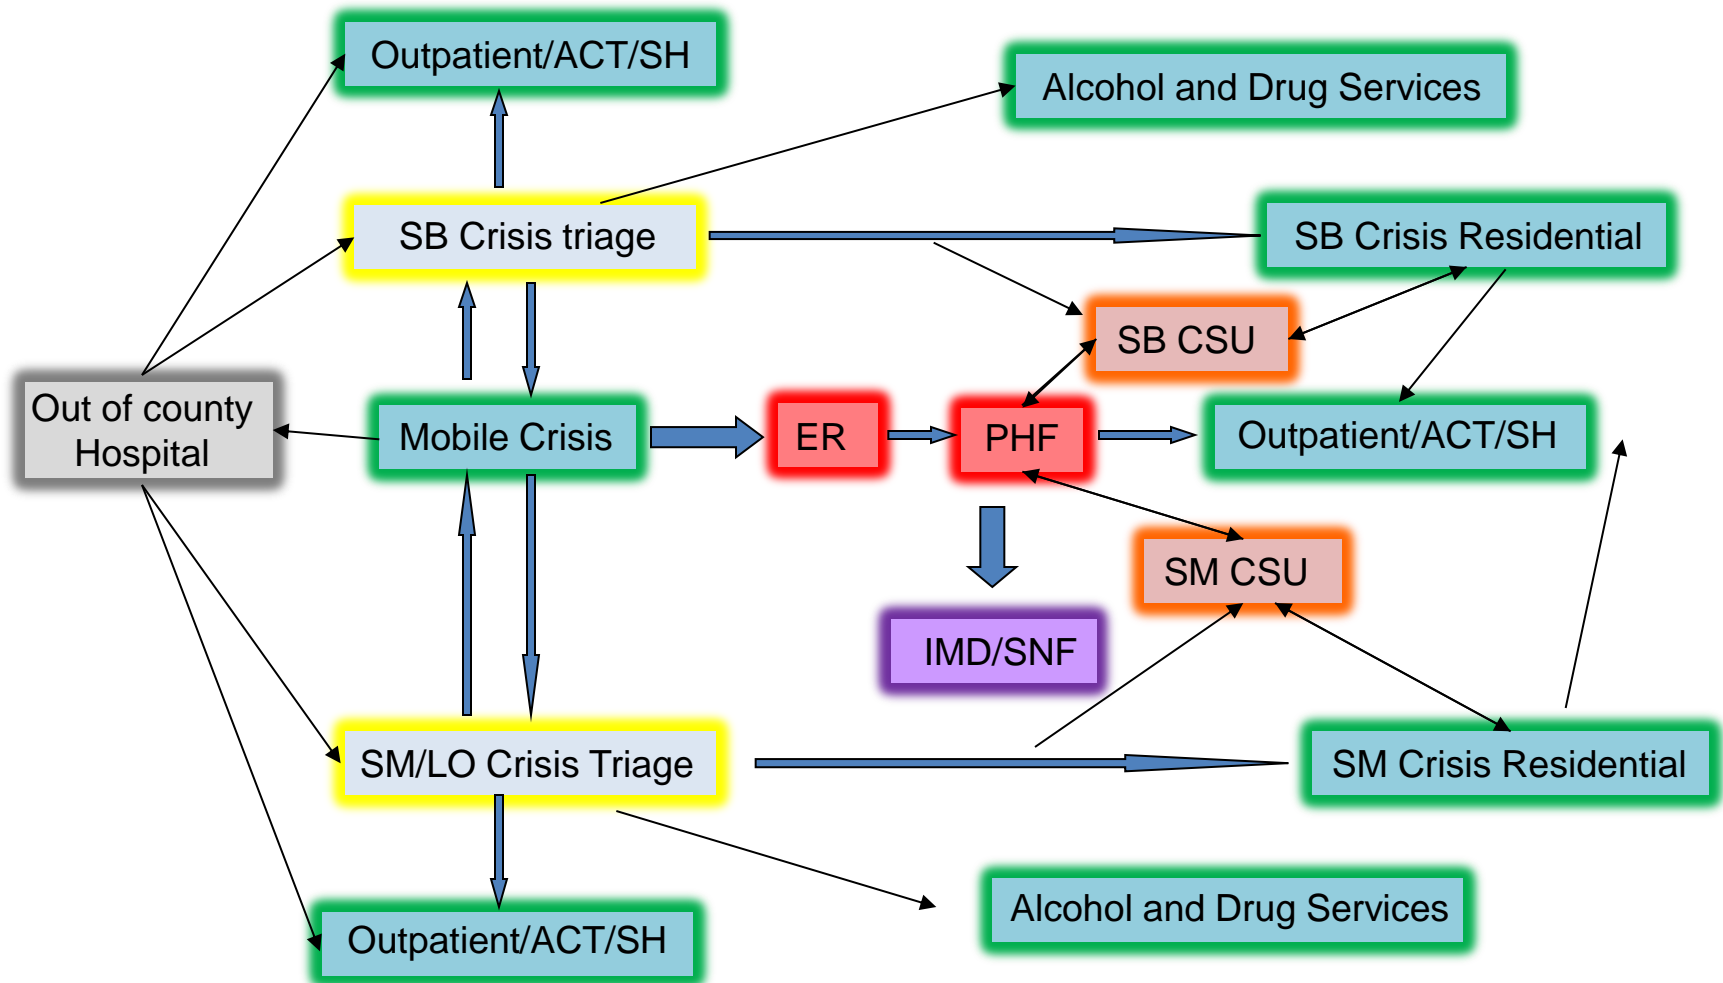 Outpatient/ACT/SH
Alcohol and Drug Services
SB Crisis triage
SB Crisis Residential
SB CSU
Out of county
Hospital
Mobile Crisis
ER
PHF
Outpatient/ACT/SH
SM CSU
IMD/SNF
SM/LO Crisis Triage
SM Crisis Residential
Alcohol and Drug Services
Outpatient/ACT/SH